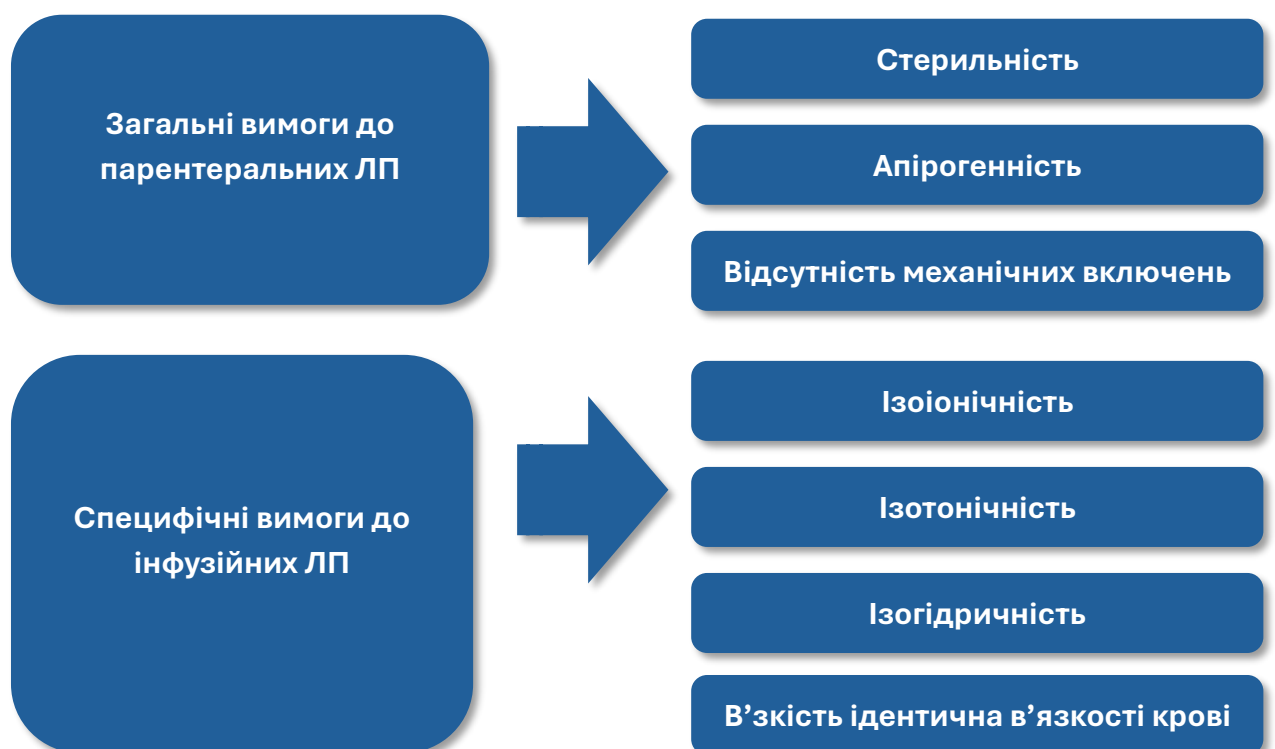 Загальні вимоги до
парентеральних ЛП
Стерильність
Апірогенність
Відсутність механічних включень
Специфічні вимоги до
інфузійних ЛП
Ізоіонічність
Ізотонічність
Ізогідричність
В’зкість ідентична в’язкості крові